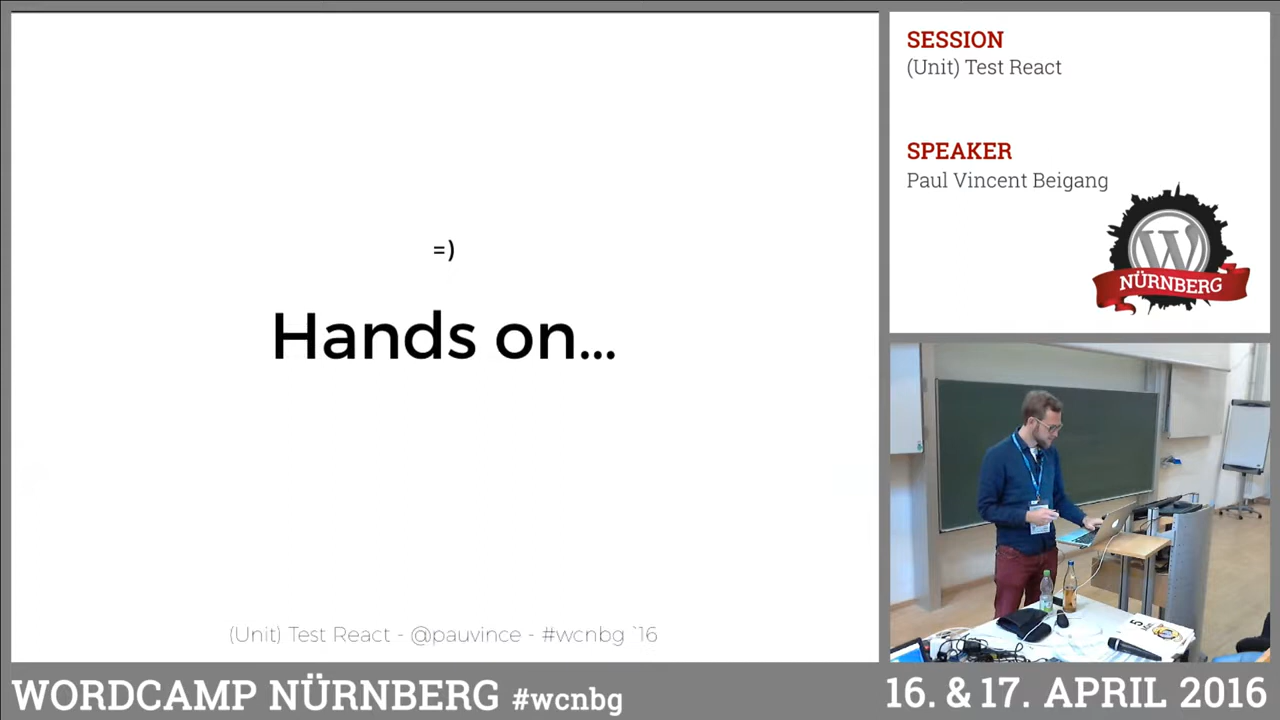 =)
Hands on...
(Unit) Test React - @pauvince - #wcnbg `16
SESSION
(Unit) Test React
SPEAKER
Paul Vincent Beigang
W
NÜRNBERG
WORDCAMP NÜRNBERG #wcnbg
16. & 17. APRIL 2016